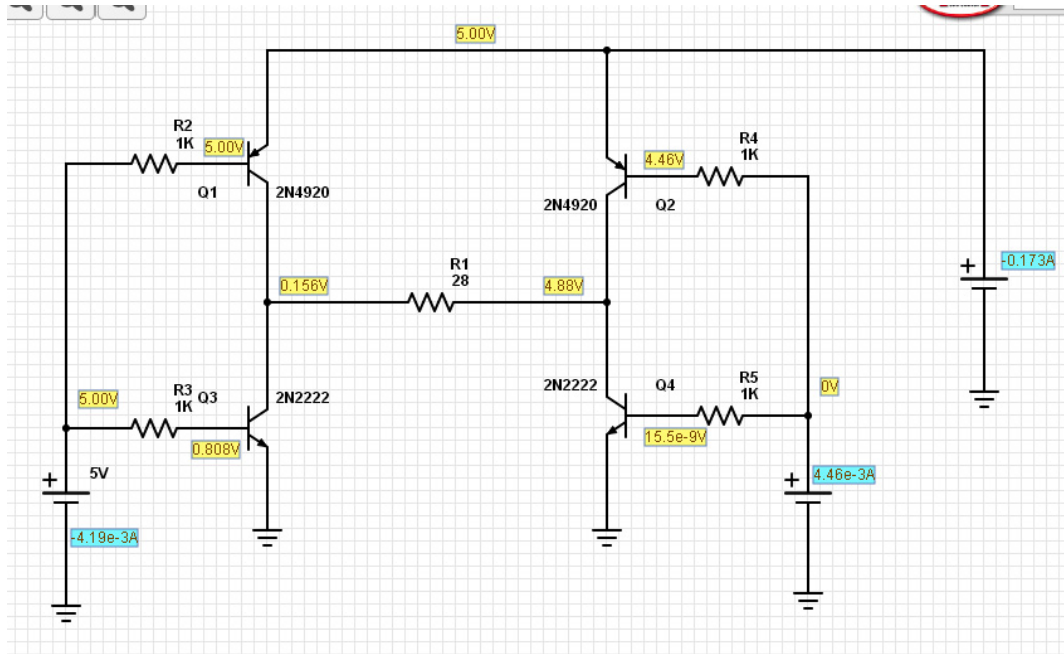 5.00V
R2
1K
5.00V
Q1
2N4920
R4
1K
4.46V
2N4920
Q2
+
-0.173A
R1
28
0.156V
4.88V
5.00V
R3
1K
Q3
2N2222
0.808V
2N2222
Q4
R5
1K
0V
15.5e-9V
+
5V
-4.19e-3A
+
4.46e-3A